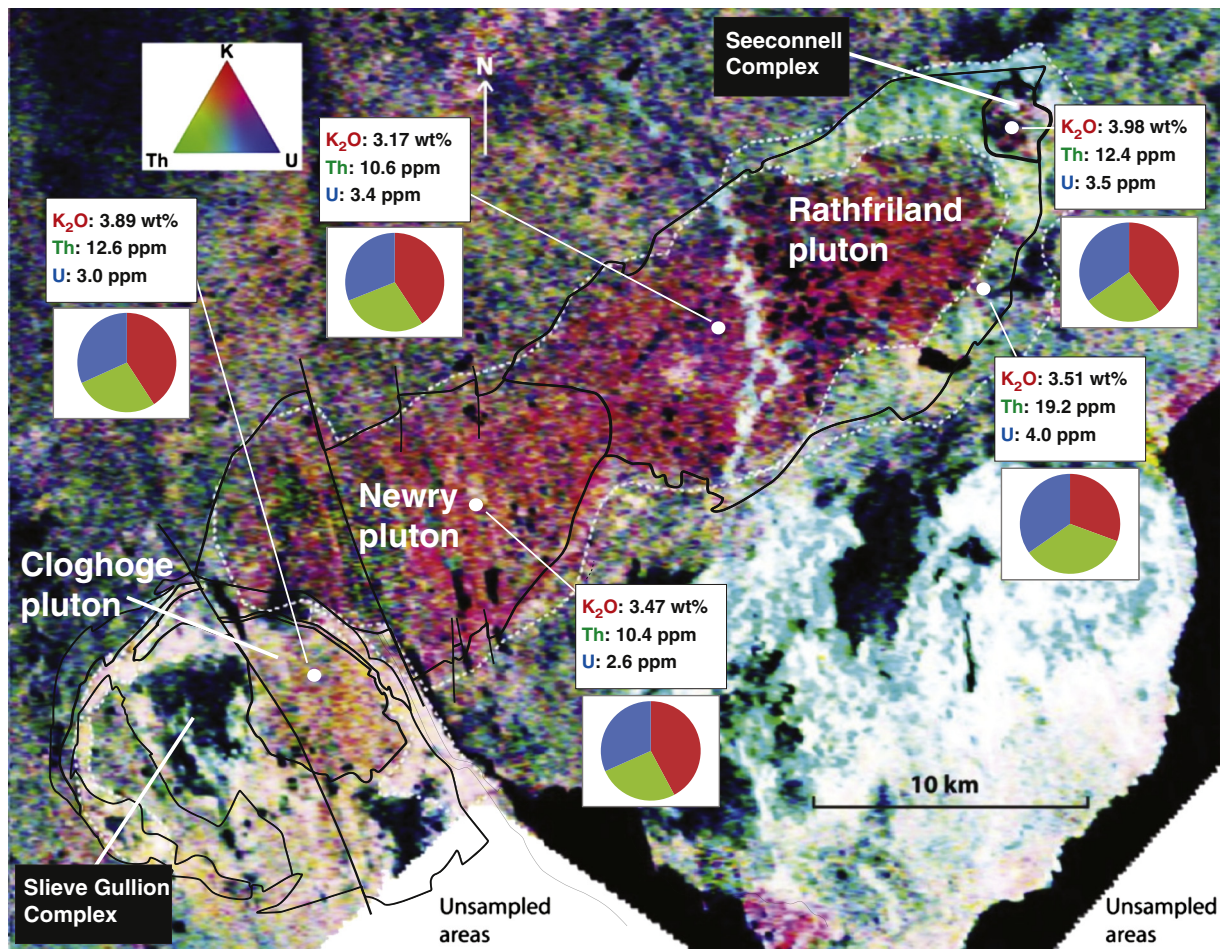 K
Th
U
N
Seeconnell
Complex
K₂O: 3.17 wt%
Th: 10.6 ppm
U: 3.4 ppm
K₂O: 3.98 wt%
Th: 12.4 ppm
U: 3.5 ppm
K₂O: 3.89 wt%
Th: 12.6 ppm
U: 3.0 ppm
Rathfriland
pluton
K₂O: 3.51 wt%
Th: 19.2 ppm
U: 4.0 ppm
Newry
pluton
Cloghoge
pluton
K₂O: 3.47 wt%
Th: 10.4 ppm
U: 2.6 ppm
10 km
Slieve Gullion
Complex
Unsampled
areas
Unsampled
areas